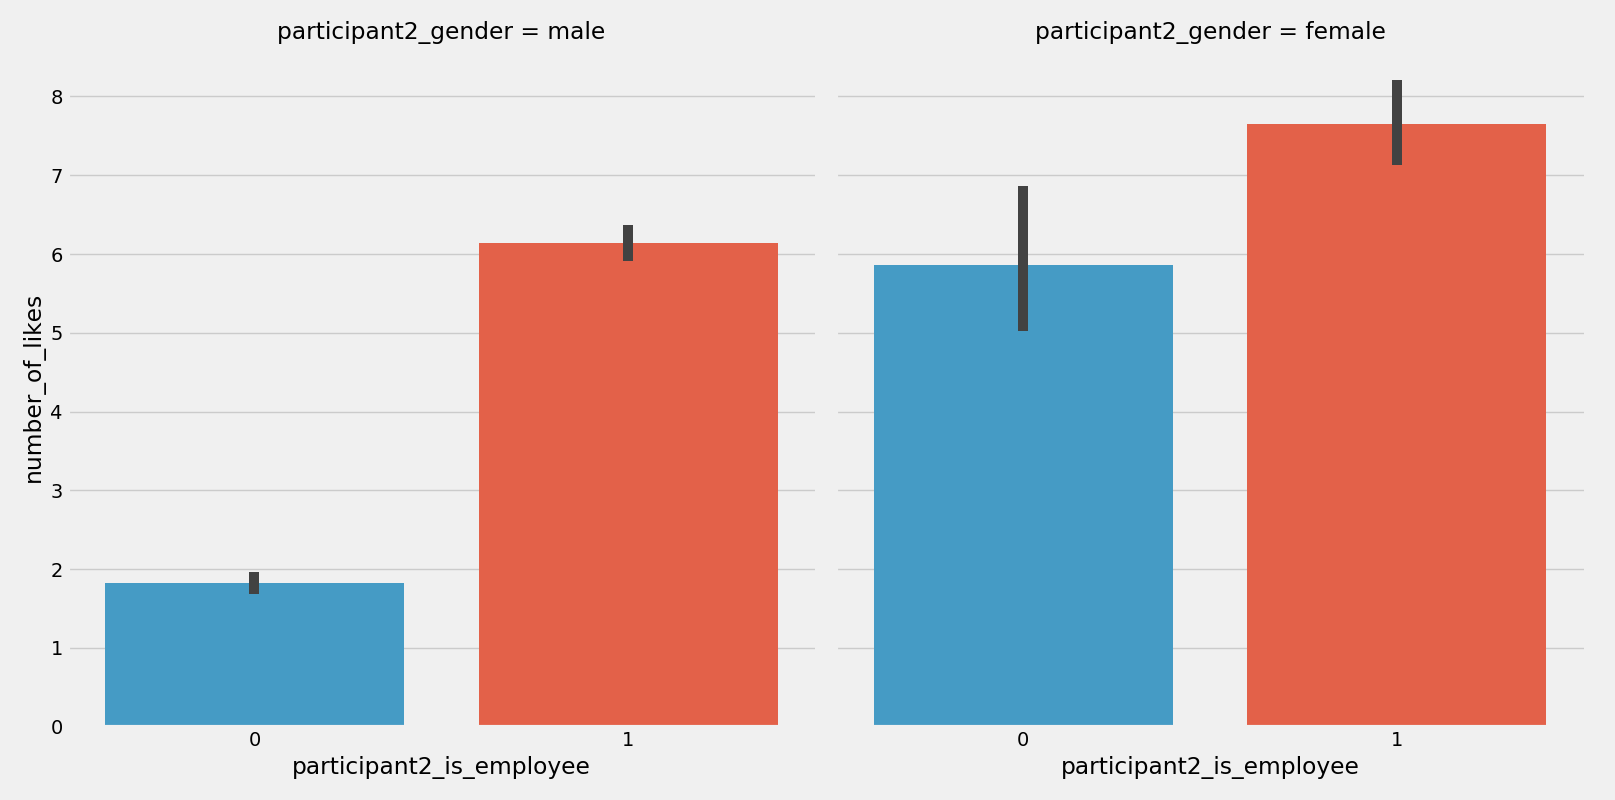 participant2_gender = male
participant2_gender = female
8
7
6
5
4
3
2
1
0
number_of_likes
0
1
0
1
participant2_is_employee
participant2_is_employee